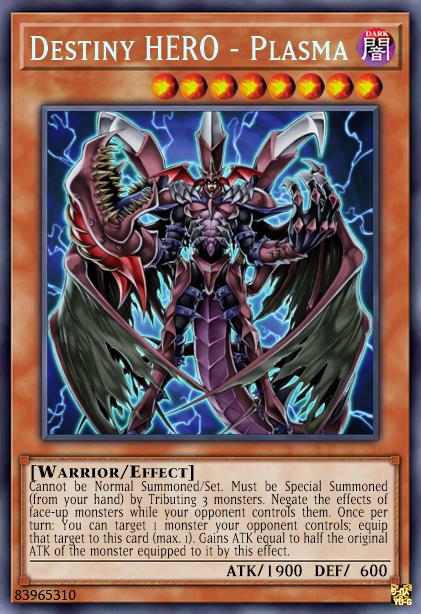 DESTINY HERO - PLASMA
DARK
闇
[WARRIOR/EFFECT]
Cannot be Normal Summoned/Set. Must be Special Summoned
(from your hand) by Tributing 3 monsters. Negate the effects of
face-up monsters while your opponent controls them. Once per
turn: You can target 1 monster your opponent controls; equip
that target to this card (max. 1). Gains ATK equal to half the original
ATK of the monster equipped to it by this effect.
ATK/1900 DEF/ 600
83965310